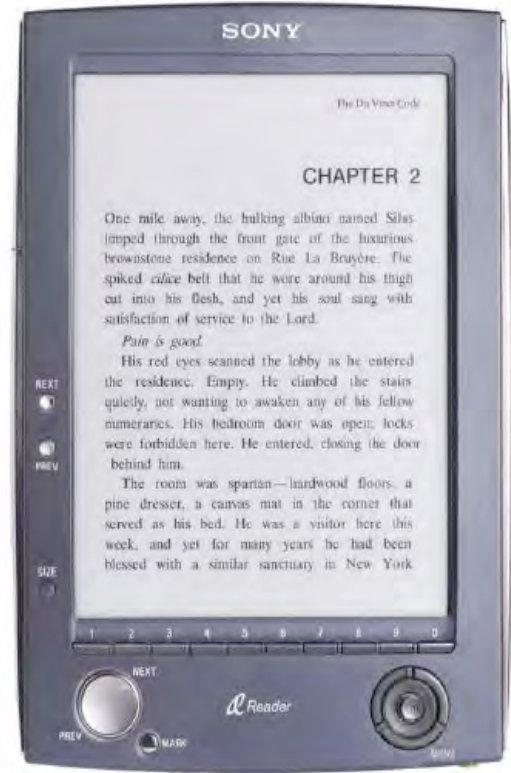 SONY
The Da Vinci Code
CHAPTER 2
One mile away, the hulking albino named Silas
limped through the front gate of the luxurious
brownstone residence on Rue La Bruyère. The
spiked cilice belt that he wore around his thigh
cut into his flesh, and yet his soul sang with
satisfaction of service to the Lord.
Pain is good.
His red eyes scanned the lobby as he entered
the residence. Empty. He climbed the stairs
quietly, not wanting to awaken any of his fellow
numeraries. His bedroom door was open; locks
were forbidden here. He entered, closing the door
behind him.
The room was spartan—hardwood floors, a
pine dresser, a canvas mat in the corner that
served as his bed. He was a visitor here this
week, and yet for many years he had been
blessed with a similar sanctuary in New York
NEXT
PREV
SIZE
1 2 3 4 5 6 7 8 9 0
NEXT
PREV
MARK
Reader
MENU